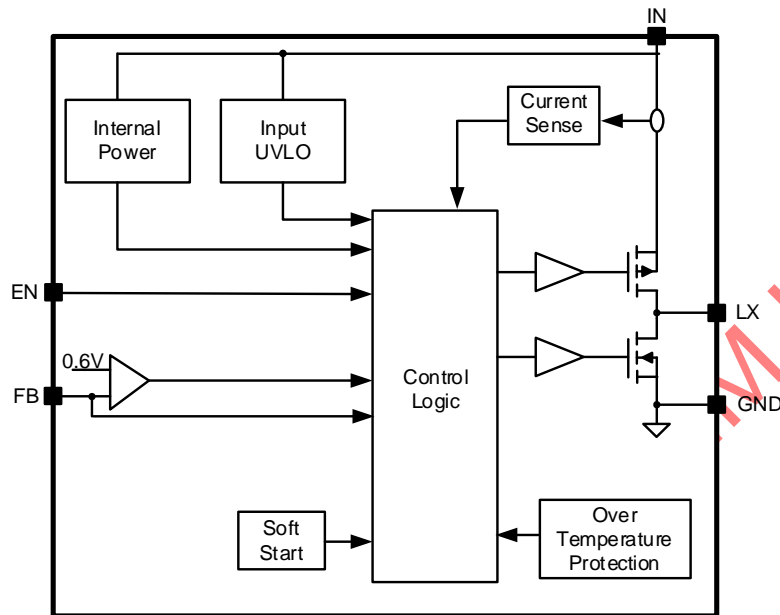 IN
Internal
Power
Input
UVLO
Current
Sense
EN
LX
0.6V
FB
Control
Logic
GND
Soft
Start
Over
Temperature
Protection